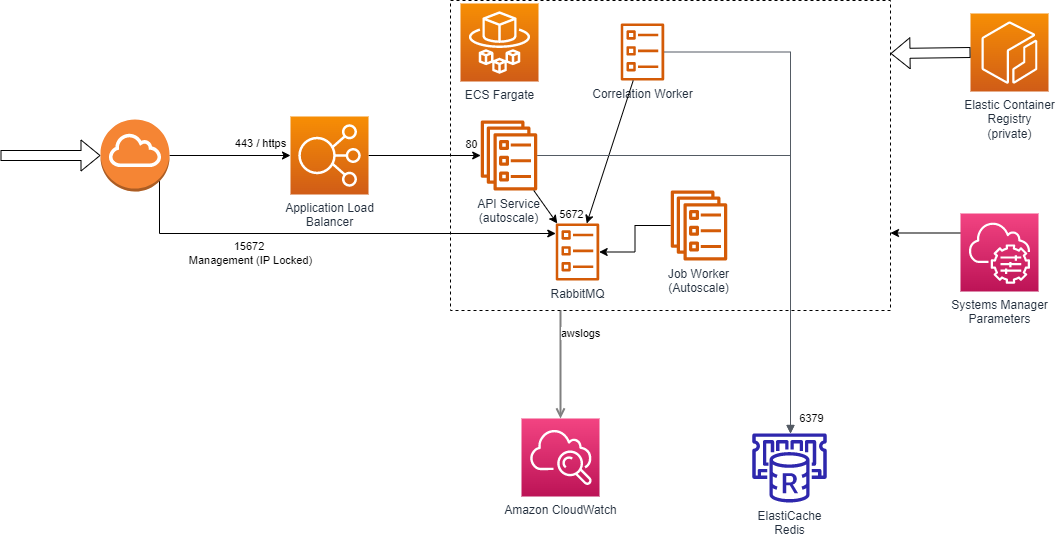 ECS Fargate
Correlation Worker
Elastic Container
Registry
(private)
443 / https
80
Application Load
Balancer
API Service
(autoscale)
5672
15672
Management (IP Locked)
RabbitMQ
Job Worker
(Autoscale)
Systems Manager
Parameters
awslogs
6379
Amazon CloudWatch
R
ElastiCache
Redis